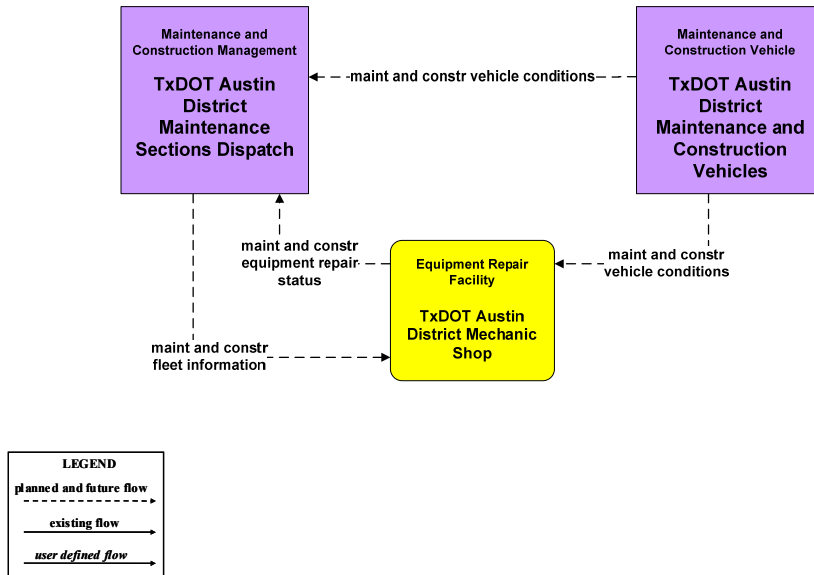 Maintenance and
Construction Management
TxDOT Austin
District
Maintenance
Sections Dispatch
maint and constr vehicle conditions
Maintenance and
Construction Vehicle
TxDOT Austin
District
Maintenance and
Construction
Vehicles
maint and constr
equipment repair
status
Equipment Repair
Facility
TxDOT Austin
District Mechanic
Shop
maint and constr
vehicle conditions
maint and constr
fleet information
LEGEND
planned and future flow
existing flow
user defined flow